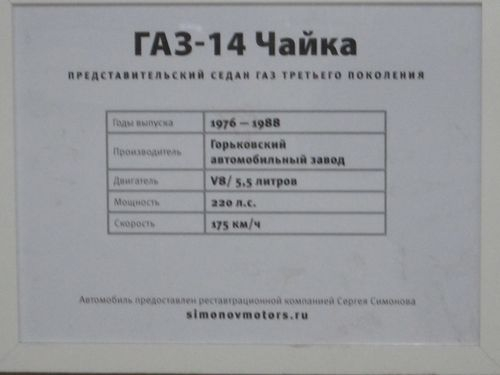 ГАЗ-14 Чайка
ПРЕДСТАВИТЕЛЬСКИЙ СЕДАН ГАЗ ТРЕТЬЕГО ПОКОЛЕНИЯ
Годы выпуска 1976 — 1988
Производитель Горьковский автомобильный завод
Двигатель V8/ 5,5 литров
Мощность 220 л.с.
Скорость 175 км/ч
Автомобиль предоставлен реставтрационной компанией Сергея Симонова
simonovmotors.ru